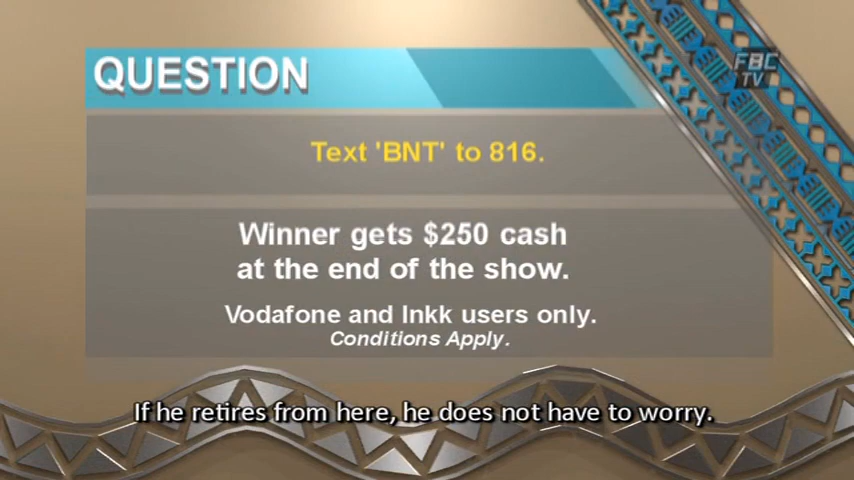 QUESTION
FBC
TV
Text 'BNT' to 816.
Winner gets $250 cash
at the end of the show.
Vodafone and Inkk users only.
Conditions Apply.
If he retires from here, he does not have to worry.